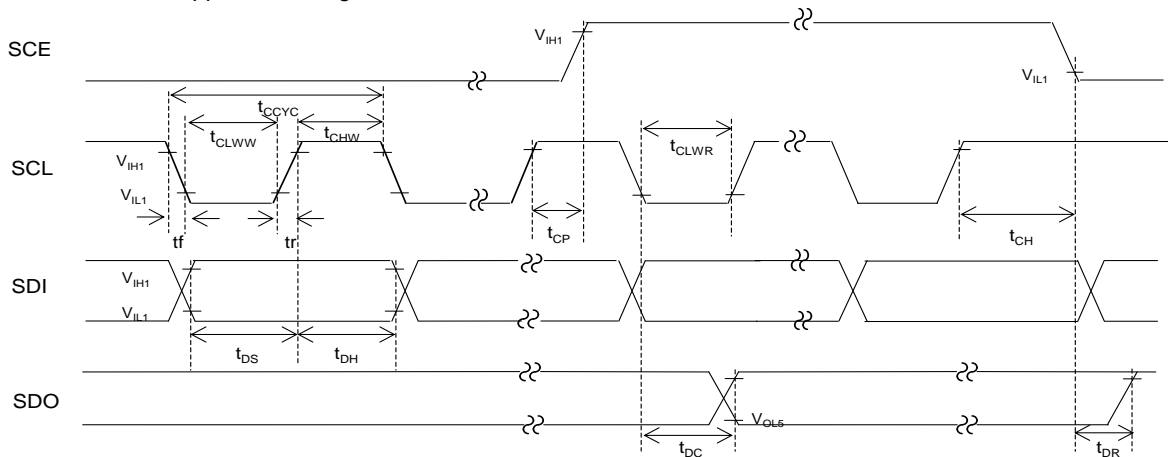 SCE
V_IH1
V_IL1
t_CCYC
t_CLWW
t_CHW
t_CLWR
SCL
V_IH1
V_IL1
tf
tr
t_CP
t_CH
SDI
V_IH1
V_IL1
t_DS
t_DH
SDO
V_OL5
t_DC
t_DR